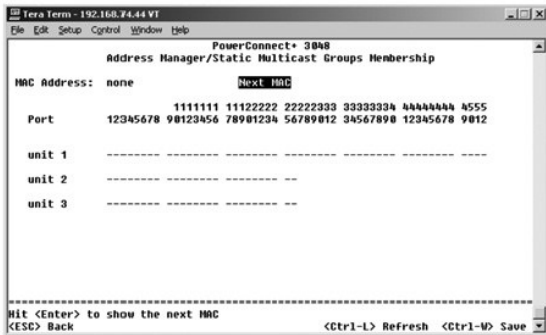 Tera Term - 192.168.74.44 VT
File Edit Setup Control Window Help
PowerConnect+ 3048
Address Manager/Static Multicast Groups Membership
MAC Address: none Next MAC
1111111 11122222 22222333 33333334 44444444 4555
Port 12345678 90123456 78901234 56789012 34567890 12345678 9012
unit 1 -------- -------- -------- -------- -------- -------- ----
unit 2 -------- -------- -------- --
unit 3 -------- -------- -------- --
Hit <Enter> to show the next MAC
<ESC> Back <Ctrl-L> Refresh <Ctrl-W> Save